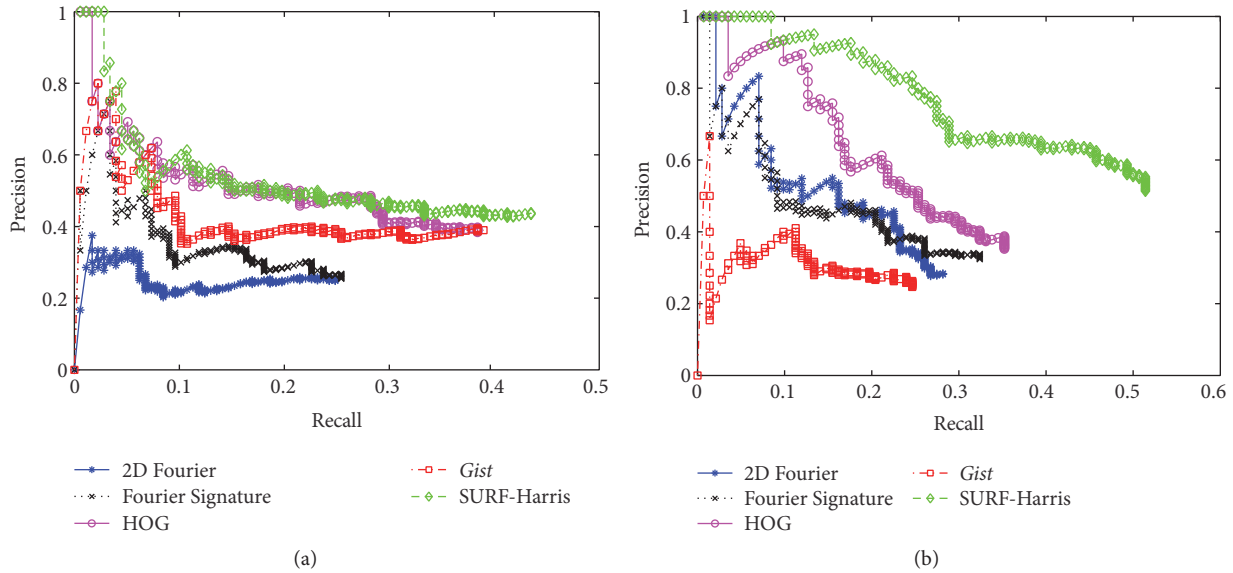 1
0.8
0.6
0.4
0.2
0
Precision
0
0.1
0.2
0.3
0.4
0.5
Recall
2D Fourier
Fourier Signature
HOG
Gist
SURF-Harris
(a)
1
0.8
0.6
0.4
0.2
0
Precision
0
0.1
0.2
0.3
0.4
0.5
0.6
Recall
2D Fourier
Fourier Signature
HOG
Gist
SURF-Harris
(b)